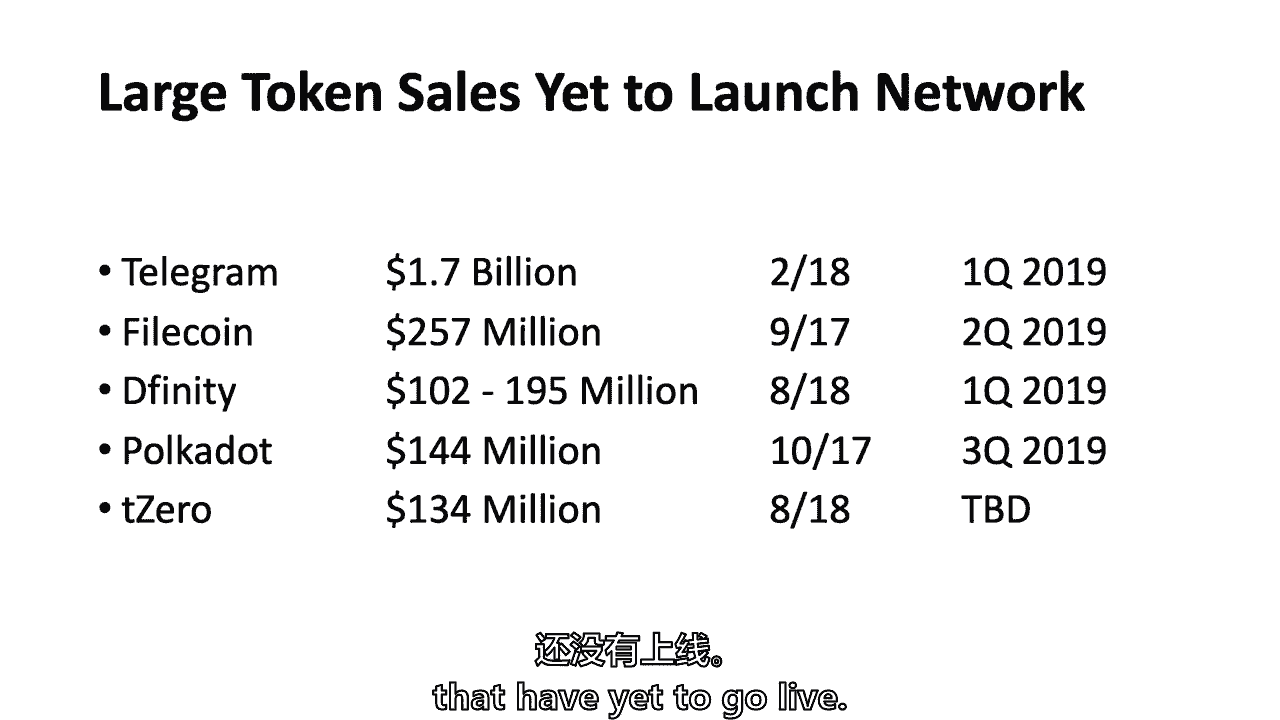 Large Token Sales Yet to Launch Network
• Telegram $1.7 Billion 2/18 1Q 2019
• Filecoin $257 Million 9/17 2Q 2019
• Dfinity $102 - 195 Million 8/18 1Q 2019
• Polkadot $144 Million 10/17 3Q 2019
• tZero $134 Million 8/18 TBD
还没有上线。
that have yet to go live.